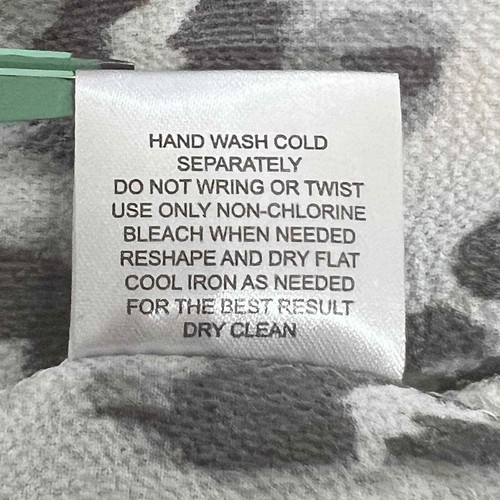 HAND WASH COLD
SEPARATELY
DO NOT WRING OR TWIST
USE ONLY NON-CHLORINE
BLEACH WHEN NEEDED
RESHAPE AND DRY FLAT
COOL IRON AS NEEDED
FOR THE BEST RESULT
DRY CLEAN